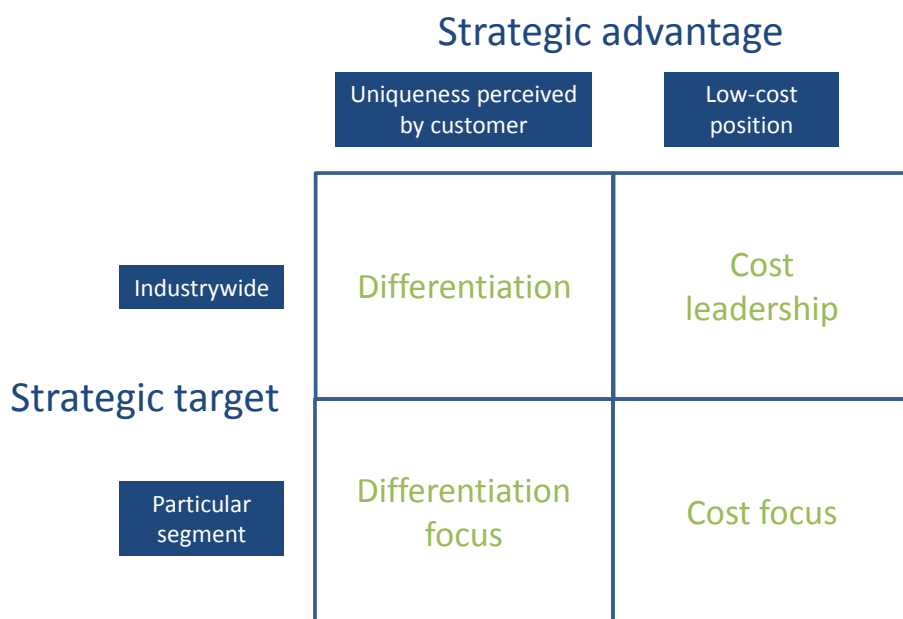 Strategic advantage
Uniqueness perceived
by customer
Low-cost
position
Industrywide
Differentiation
Cost
leadership
Strategic target
Particular
segment
Differentiation
focus
Cost focus